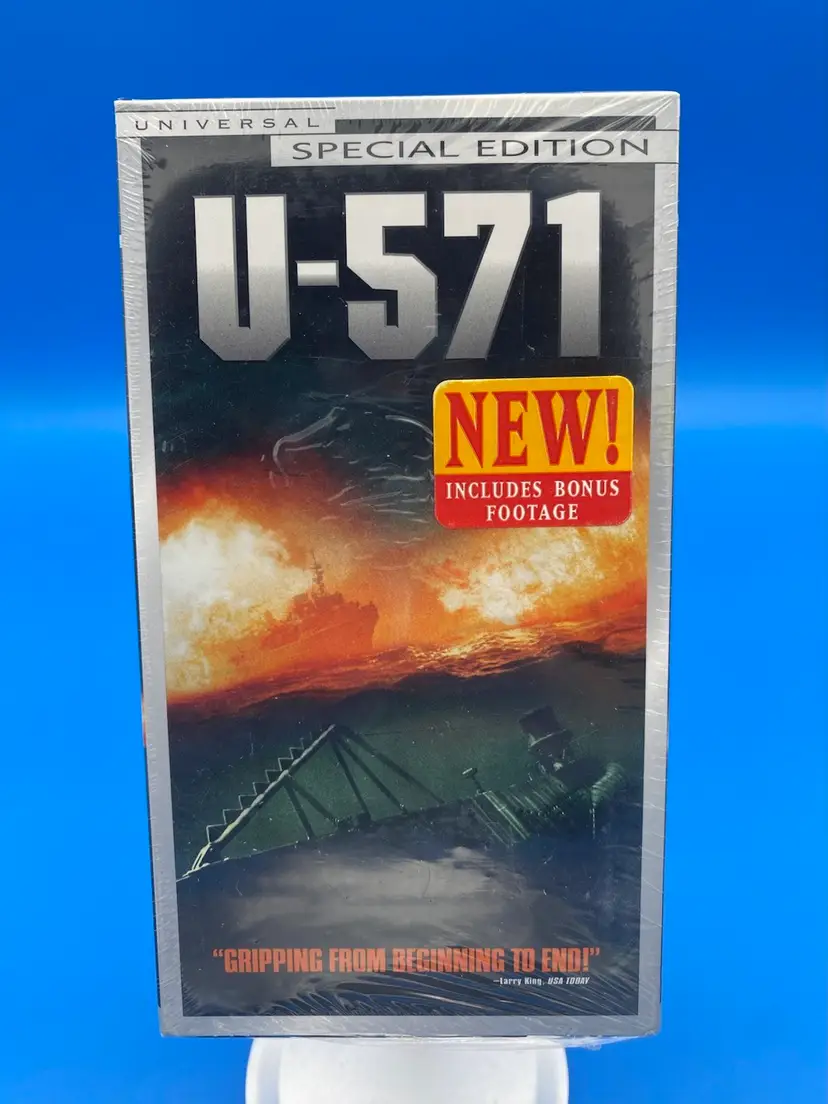 UNIVERSAL
SPECIAL EDITION
U-571
NEW!
INCLUDES BONUS
FOOTAGE
"GRIPPING FROM BEGINNING TO END!"
—Larry King, USA TODAY